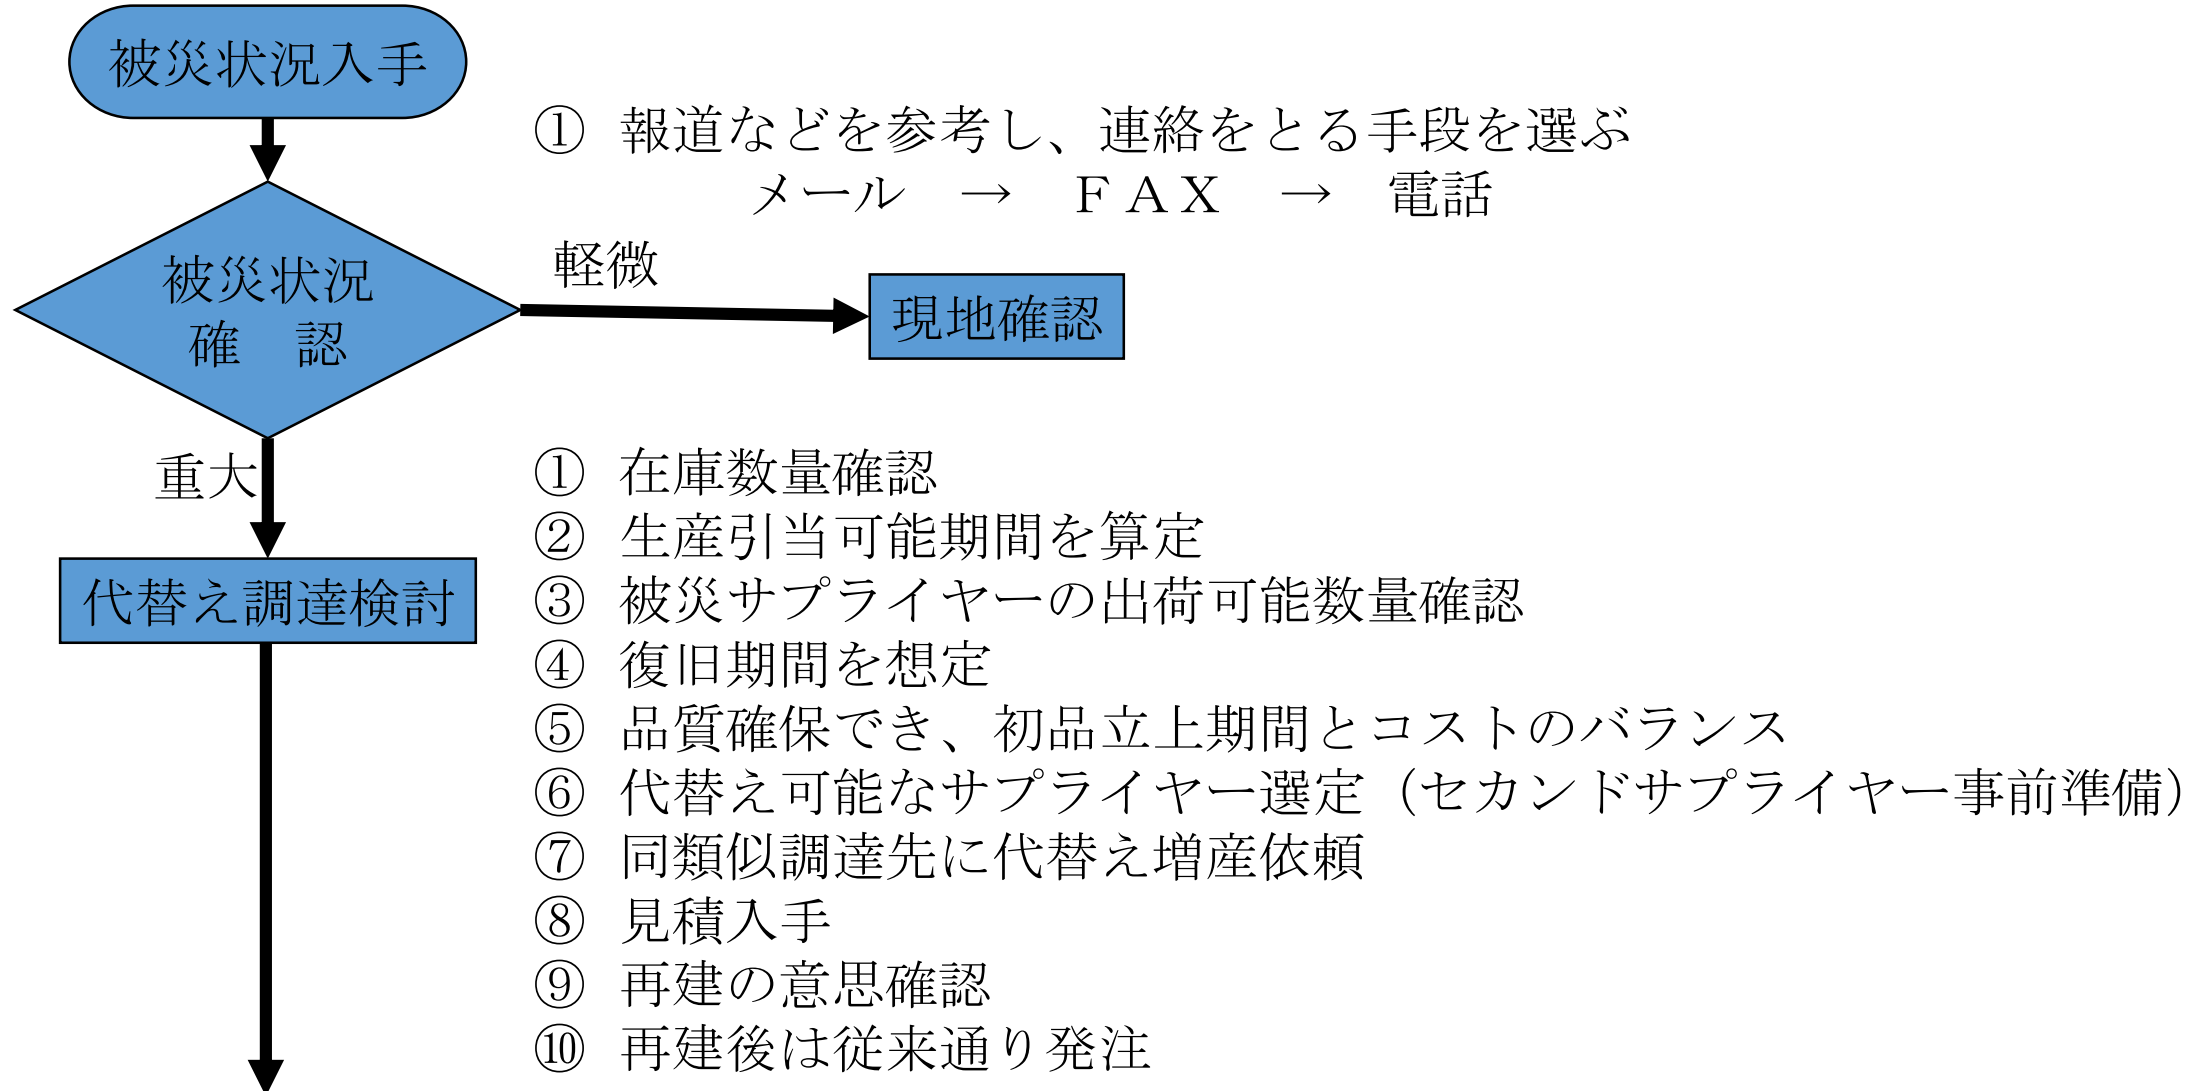 被災状況入手
① 報道などを参考し、連絡をとる手段を選ぶ
メール → ＦＡＸ → 電話
被災状況
確 認
軽微
現地確認
重大
代替え調達検討
① 在庫数量確認
② 生産引当可能期間を算定
③ 被災サプライヤーの出荷可能数量確認
④ 復旧期間を想定
⑤ 品質確保でき、初品立上期間とコストのバランス
⑥ 代替え可能なサプライヤー選定（セカンドサプライヤー事前準備）
⑦ 同類似調達先に代替え増産依頼
⑧ 見積入手
⑨ 再建の意思確認
⑩ 再建後は従来通り発注